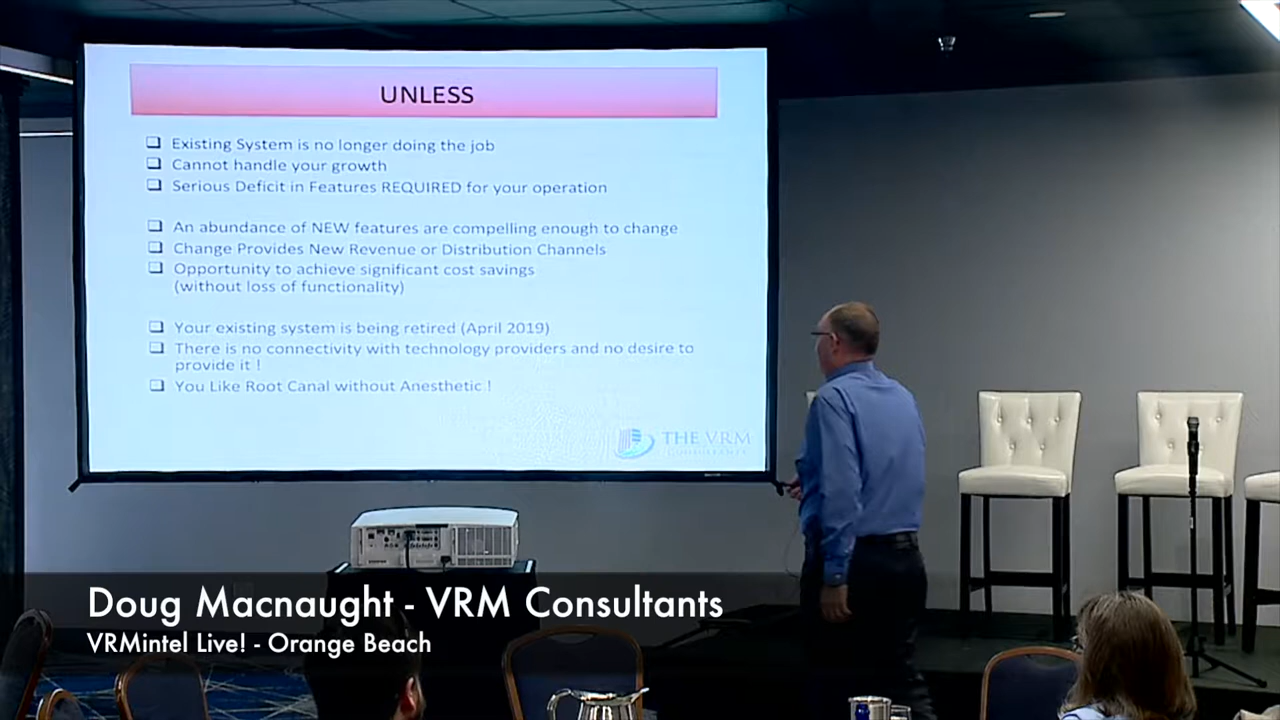 UNLESS
Existing System is no longer doing the job
Cannot handle your growth
Serious Deficit in Features REQUIRED for your operation
An abundance of NEW features are compelling enough to change
Change Provides New Revenue or Distribution Channels
Opportunity to achieve significant cost savings
(without loss of functionality)
Your existing system is being retired (April 2019)
There is no connectivity with technology providers and no desire to
provide it !
You Like Root Canal without Anesthetic !
THE VRM
CONSULTANTS
Doug Macnaught - VRM Consultants
VRMintel Live! - Orange Beach